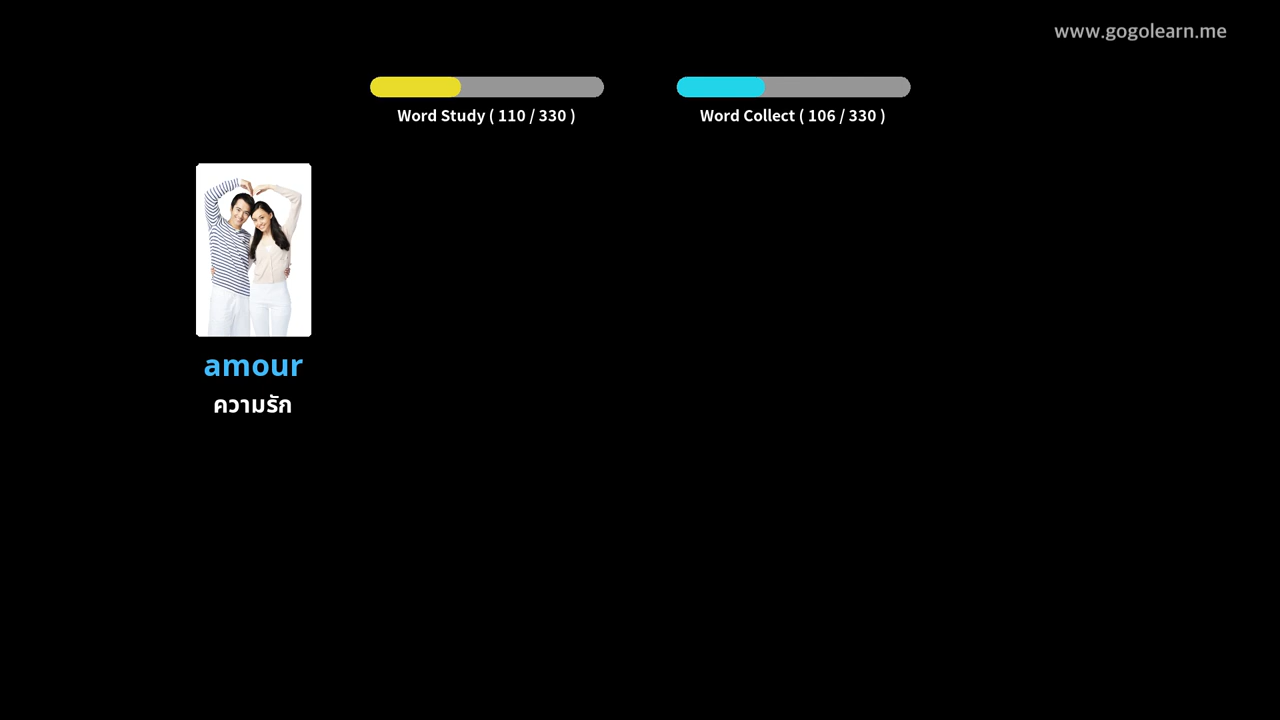 www.gogolearn.me
Word Study ( 110 / 330 )
Word Collect ( 106 / 330 )
amour
ความรัก